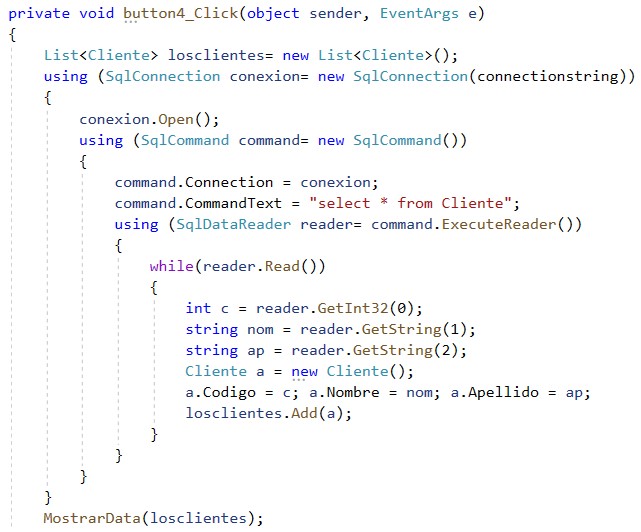 private void button4_Click(object sender, EventArgs e)
{
List<Cliente> losclientes= new List<Cliente>();
using (SqlConnection conexion= new SqlConnection(connectionstring))
{
conexion.Open();
using (SqlCommand command= new SqlCommand())
{
command.Connection = conexion;
command.CommandText = "select * from Cliente";
using (SqlDataReader reader= command.ExecuteReader())
{
while(reader.Read())
{
int c = reader.GetInt32(0);
string nom = reader.GetString(1);
string ap = reader.GetString(2);
Cliente a = new Cliente();
a.Codigo = c; a.Nombre = nom; a.Apellido = ap;
losclientes.Add(a);
}
}
}
}
MostrarData(losclientes);